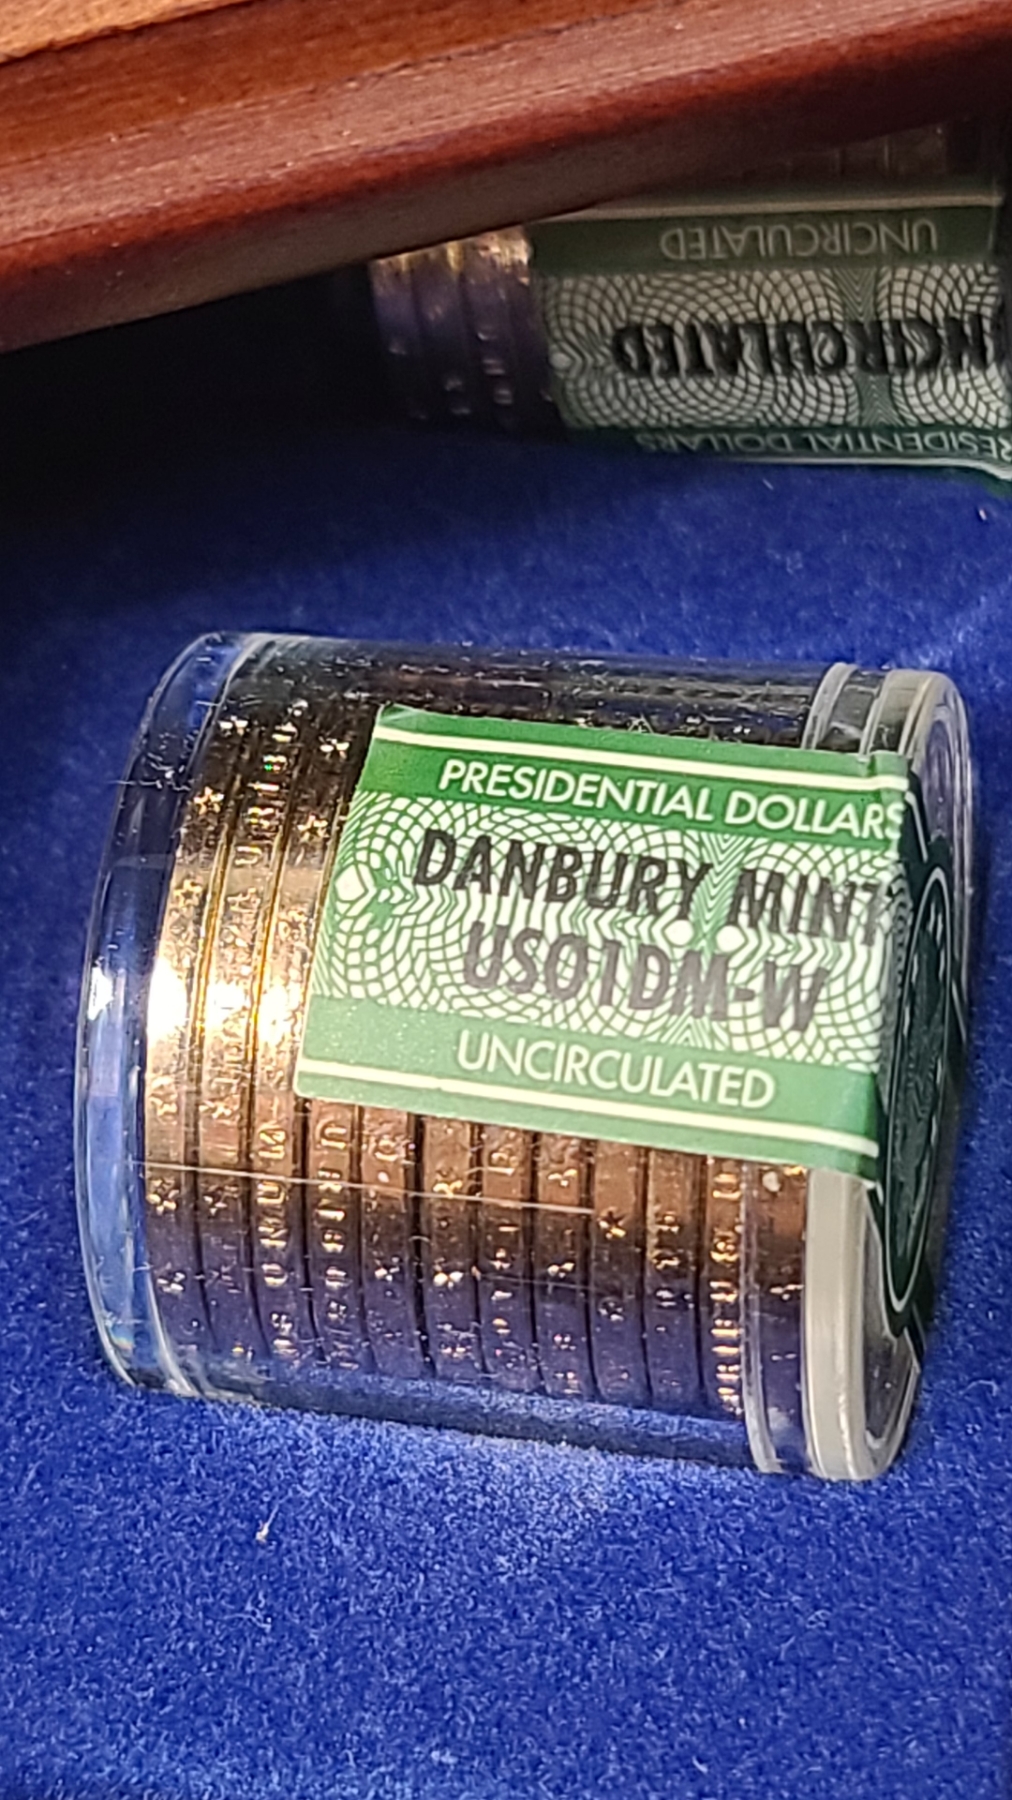 UNCIRCULATED
UNCIRCULATED
PRESIDENTIAL DOLLARS
PRESIDENTIAL DOLLARS
DANBURY MINT
US01DM-W
UNCIRCULATED